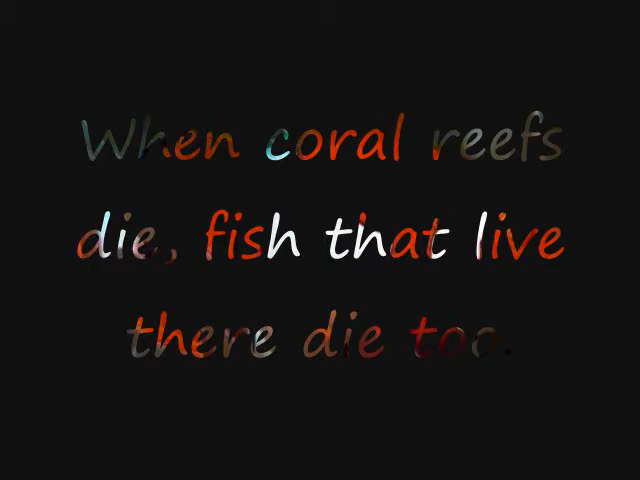 When coral reefs
die, fish that live
there die too.